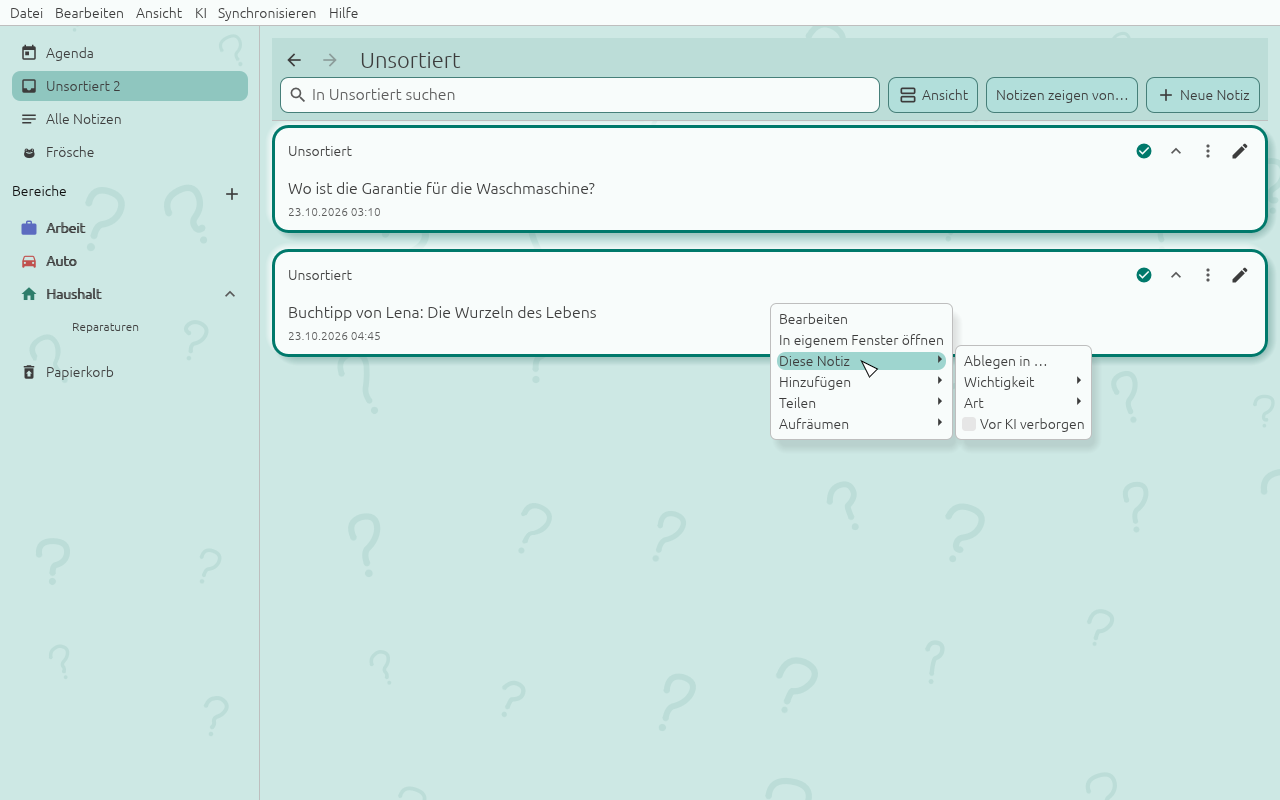 Datei Bearbeiten Ansicht KI Synchronisieren Hilfe
Agenda
Unsortiert 2
Alle Notizen
Frösche
Bereiche
Arbeit
Auto
Haushalt
Reparaturen
Papierkorb
Unsortiert
In Unsortiert suchen
Ansicht
Notizen zeigen von…
Neue Notiz
Unsortiert
Wo ist die Garantie für die Waschmaschine?
23.10.2026 03:10
Unsortiert
Buchtipp von Lena: Die Wurzeln des Lebens
23.10.2026 04:45
Bearbeiten
In eigenem Fenster öffnen
Diese Notiz
Hinzufügen
Teilen
Aufräumen
Ablegen in …
Wichtigkeit
Art
Vor KI verborgen